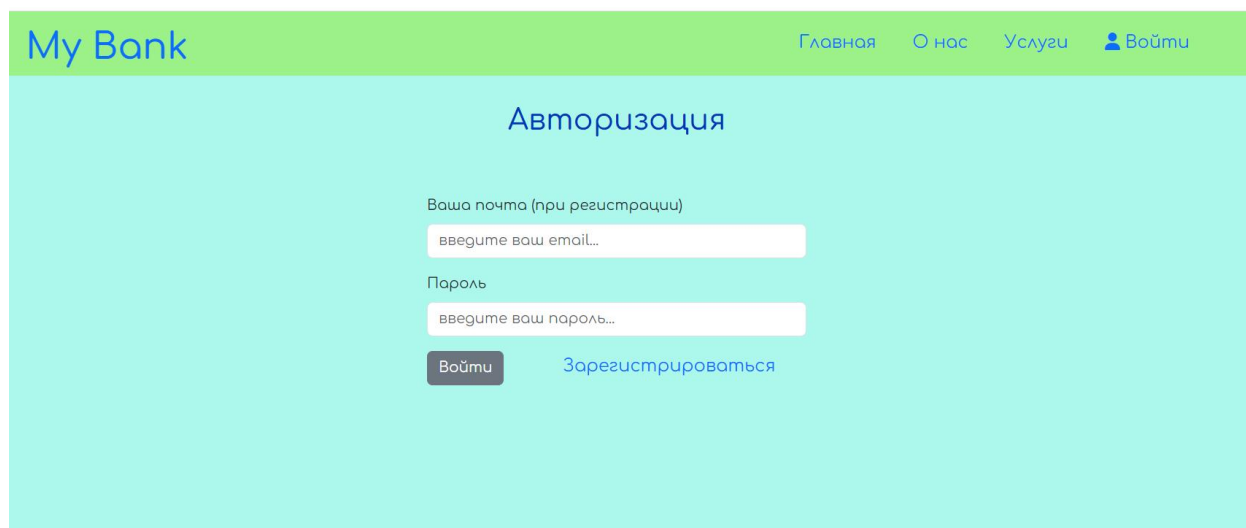 My Bank Главная О нас Услуги Войти
Авторизация
Ваша почта (при регистрации)
введите ваш email...
Пароль
введите ваш пароль...
Войти Зарегистрироваться